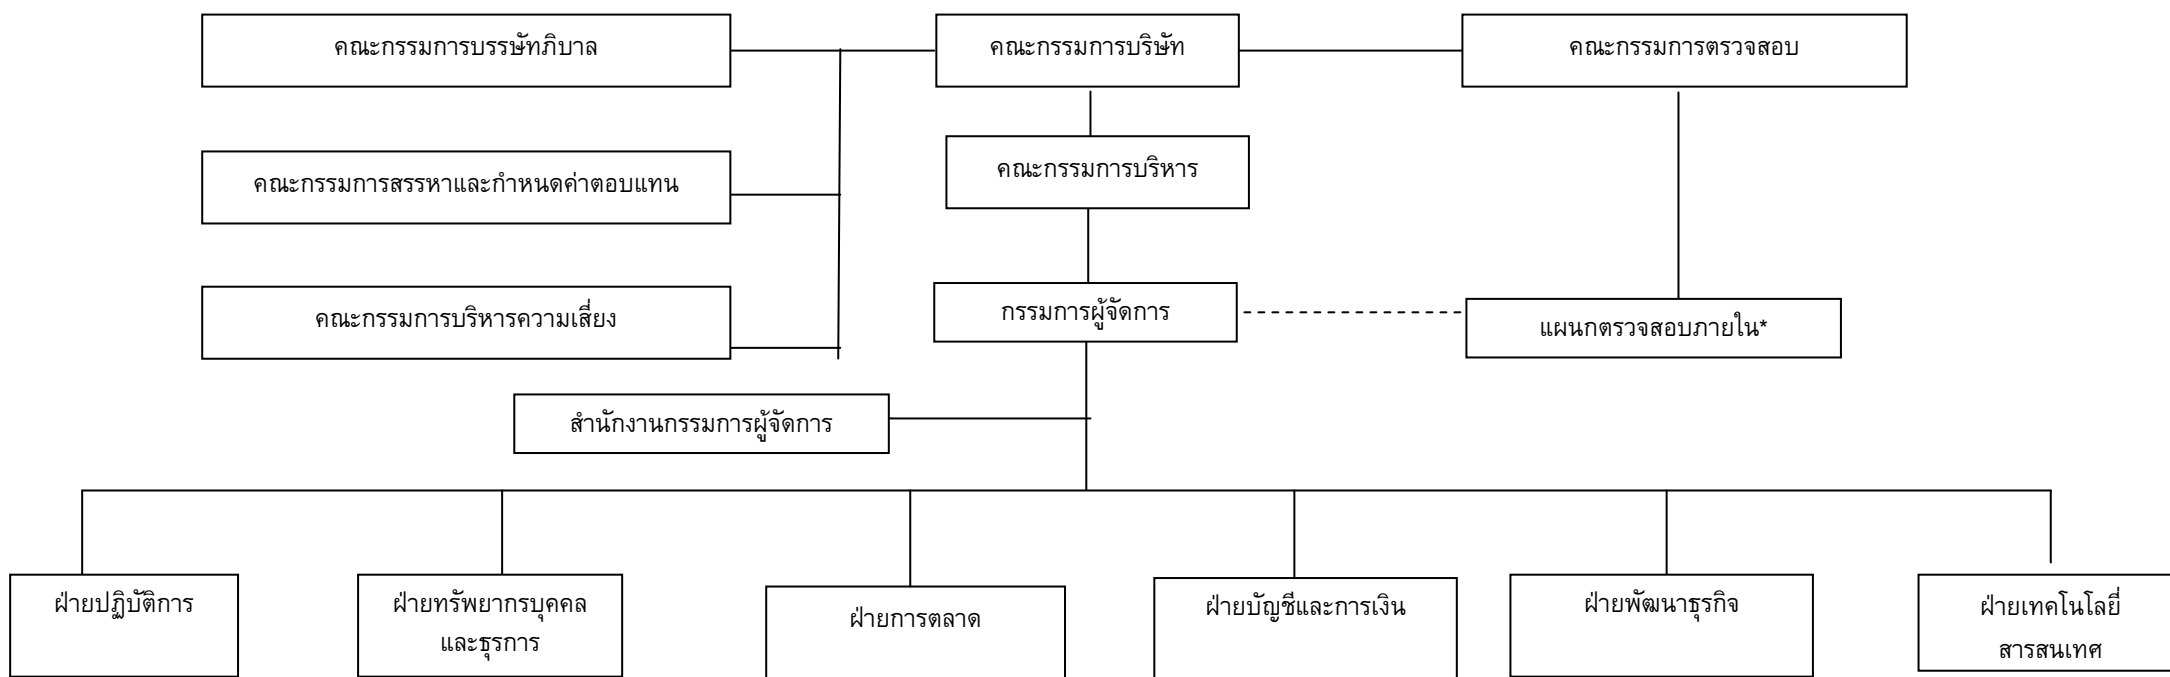 คณะกรรมการบรรษัทภิบาล
คณะกรรมการบริษัท
คณะกรรมการตรวจสอบ
คณะกรรมการสรรหาและกำหนดค่าตอบแทน
คณะกรรมการบริหาร
คณะกรรมการบริหารความเสี่ยง
กรรมการผู้จัดการ
แผนกตรวจสอบภายใน*
สำนักงานกรรมการผู้จัดการ
ฝ่ายปฏิบัติการ
ฝ่ายทรัพยากรบุคคล
และธุรการ
ฝ่ายการตลาด
ฝ่ายบัญชีและการเงิน
ฝ่ายพัฒนาธุรกิจ
ฝ่ายเทคโนโลยี่
สารสนเทศ